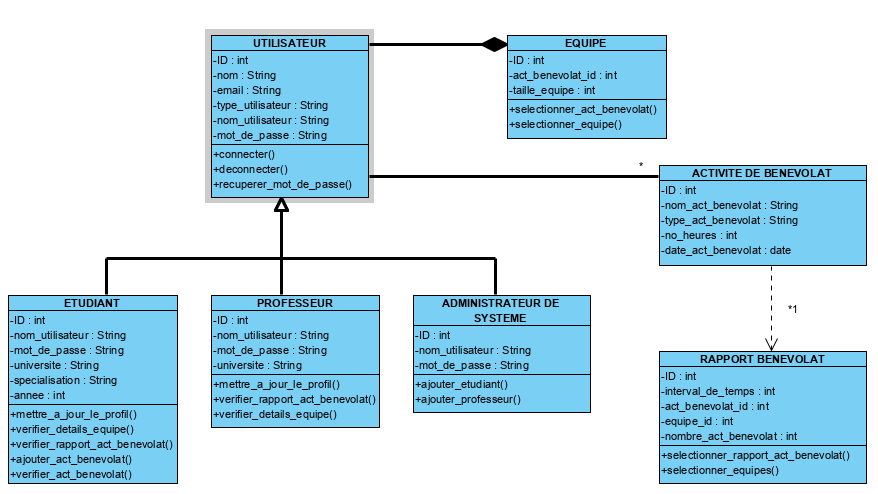 UTILISATEUR
-ID : int
-nom : String
-email : String
-type_utilisateur : String
-nom_utilisateur : String
-mot_de_passe : String
+connecter()
+deconnecter()
+recuperer_mot_de_passe()
EQUIPE
-ID : int
-act_benevolat_id : int
-taille_equipe : int
+selectionner_act_benevolat()
+selectionner_equipe()
*
ACTIVITE DE BENEVOLAT
-ID : int
-nom_act_benevolat : String
-type_act_benevolat : String
-no_heures : int
-date_act_benevolat : date
*1
ETUDIANT
-ID : int
-nom_utilisateur : String
-mot_de_passe : String
-universite : String
-specialisation : String
-annee : int
+mettre_a_jour_le_profil()
+verifier_details_equipe()
+verifier_rapport_act_benevolat()
+ajouter_act_benevolat()
+verifier_act_benevolat()
PROFESSEUR
-ID : int
-nom_utilisateur : String
-mot_de_passe : String
-universite : String
+mettre_a_jour_le_profil()
+verifier_rapport_act_benevolat()
+verifier_details_equipe()
ADMINISTRATEUR DE
SYSTEME
-ID : int
-nom_utilisateur : String
-mot_de_passe : String
+ajouter_etudiant()
+ajouter_professeur()
RAPPORT BENEVOLAT
-ID : int
-interval_de_temps : int
-act_benevolat_id : int
-equipe_id : int
-nombre_act_benevolat : int
+selectionner_rapport_act_benevolat()
+selectionner_equipes()